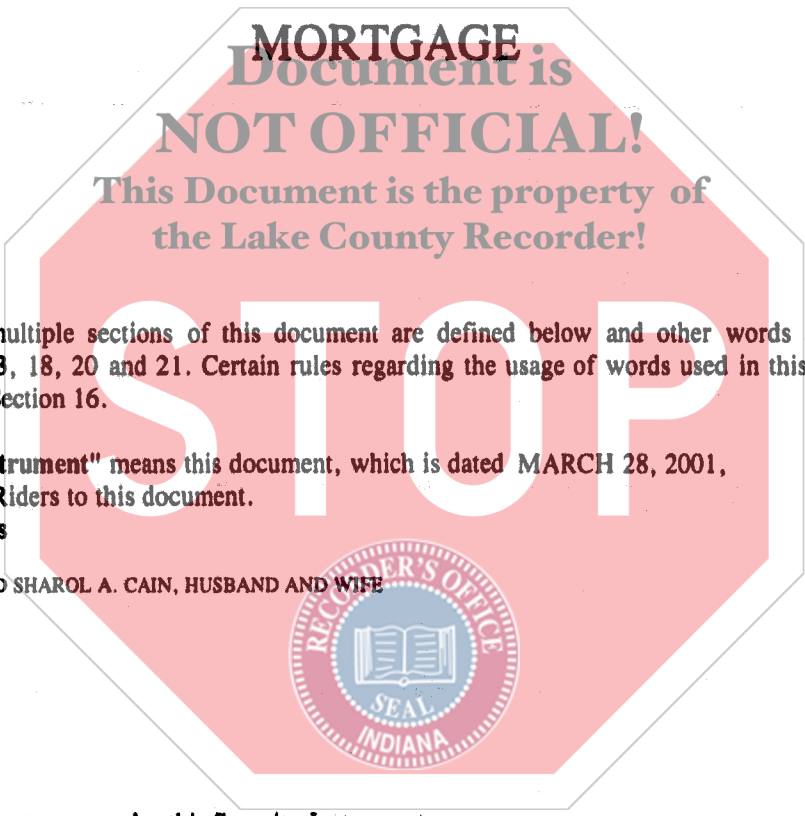 MORTGAGE
Document is
NOT OFFICIAL!
This Document is the property of
the Lake County Recorder!
multiple sections of this document are defined below and other words
3, 18, 20 and 21. Certain rules regarding the usage of words used in this
Section 16.
trument" means this document, which is dated MARCH 28, 2001,
Riders to this document.
s
STOP
SHAROL A. CAIN, HUSBAND AND WIFE
RECORDER'S OFFICE
SEAL
INDIANA